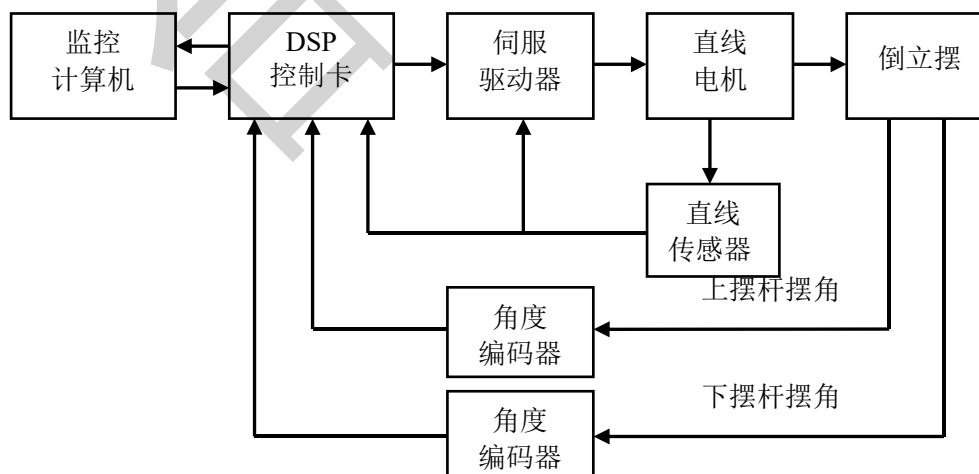 监控
计算机
DSP
控制卡
伺服
驱动器
直线
电机
倒立摆
直线
传感器
上摆杆摆角
角度
编码器
下摆杆摆角
角度
编码器